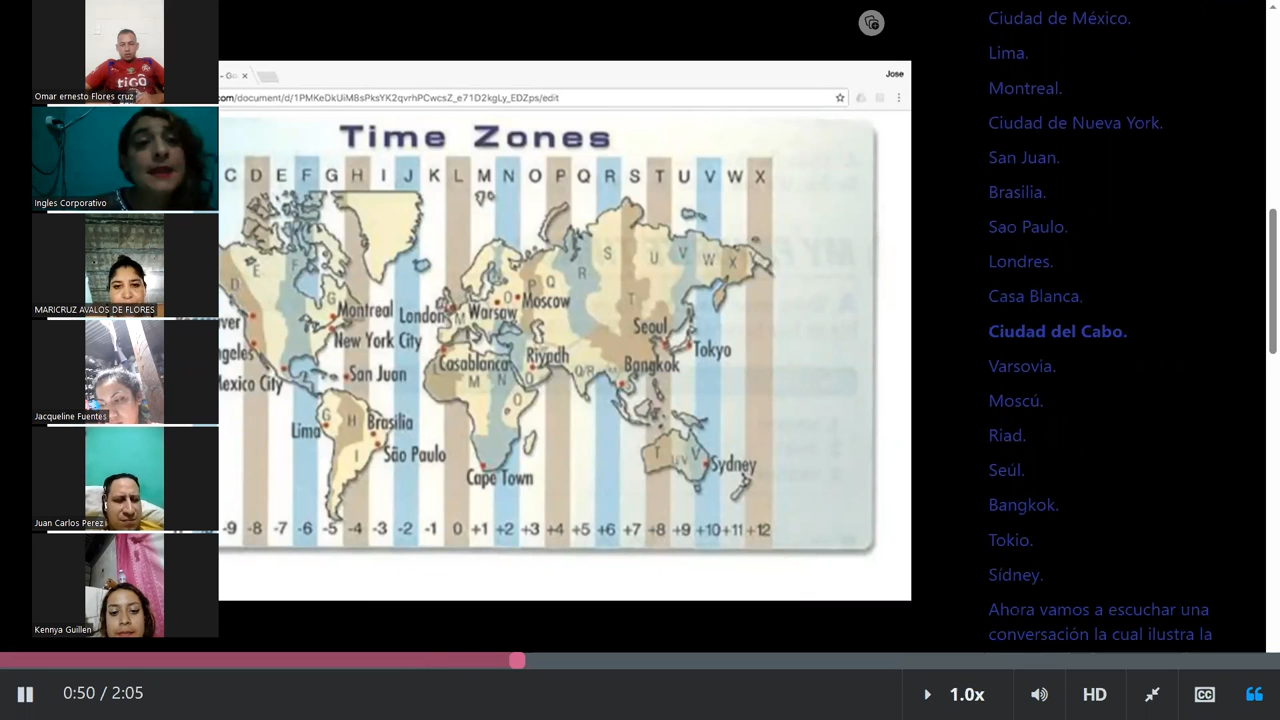 tigo
Omar ernesto Flores cruz
Ingles Corporativo
MARICRUZ AVALOS DE FLORES
Jacqueline Fuentes
Juan Carlos Perez
Kennya Guillen
Jose
.com/document/d/1PMKeDkUiM8sPksYK2qvrhPCwcsZ_e71D2kgLy_EDZps/edit
Time Zones
C D E F G H I J K L M N O P Q R S T U V W X
D E F G
R S T U V W X
O P Q
Montreal
London
Warsaw
Moscow
New York City
Mexico City
San Juan
Casablanca
Riyadh
Seoul
Tokyo
Bangkok
Lima
Brasilia
São Paulo
Cape Town
Sydney
G H I
M N O
Q/R
T U V
-9 -8 -7 -6 -5 -4 -3 -2 -1 0 +1 +2 +3 +4 +5 +6 +7 +8 +9 +10 +11 +12
Ciudad de México.
Lima.
Montreal.
Ciudad de Nueva York.
San Juan.
Brasilia.
Sao Paulo.
Londres.
Casa Blanca.
Ciudad del Cabo.
Varsovia.
Moscú.
Riad.
Seúl.
Bangkok.
Tokio.
Sídney.
Ahora vamos a escuchar una
conversación la cual ilustra la
0:50 / 2:05
1.0x
HD
CC